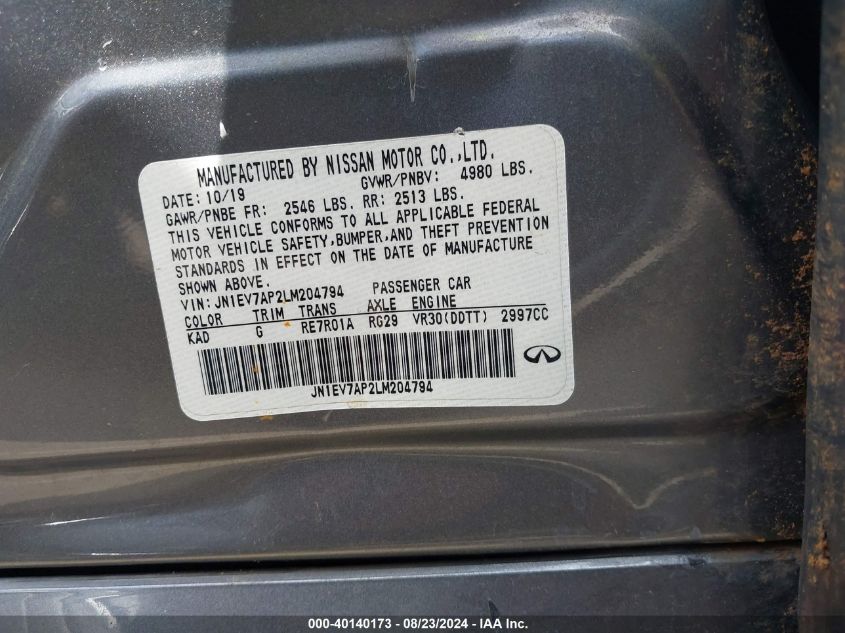 MANUFACTURED BY NISSAN MOTOR CO.,LTD.
DATE: 10/19 GVWR/PNBV: 4980 LBS.
GAWR/PNBE FR: 2546 LBS. RR: 2513 LBS.
THIS VEHICLE CONFORMS TO ALL APPLICABLE FEDERAL
MOTOR VEHICLE SAFETY,BUMPER,AND THEFT PREVENTION
STANDARDS IN EFFECT ON THE DATE OF MANUFACTURE
SHOWN ABOVE.
VIN: JN1EV7AP2LM204794 PASSENGER CAR
COLOR TRIM TRANS AXLE ENGINE
KAD G RE7R01A RG29 VR30(DDTT) 2997CC
JN1EV7AP2LM204794
000-40140173 - 08/23/2024 - IAA Inc.